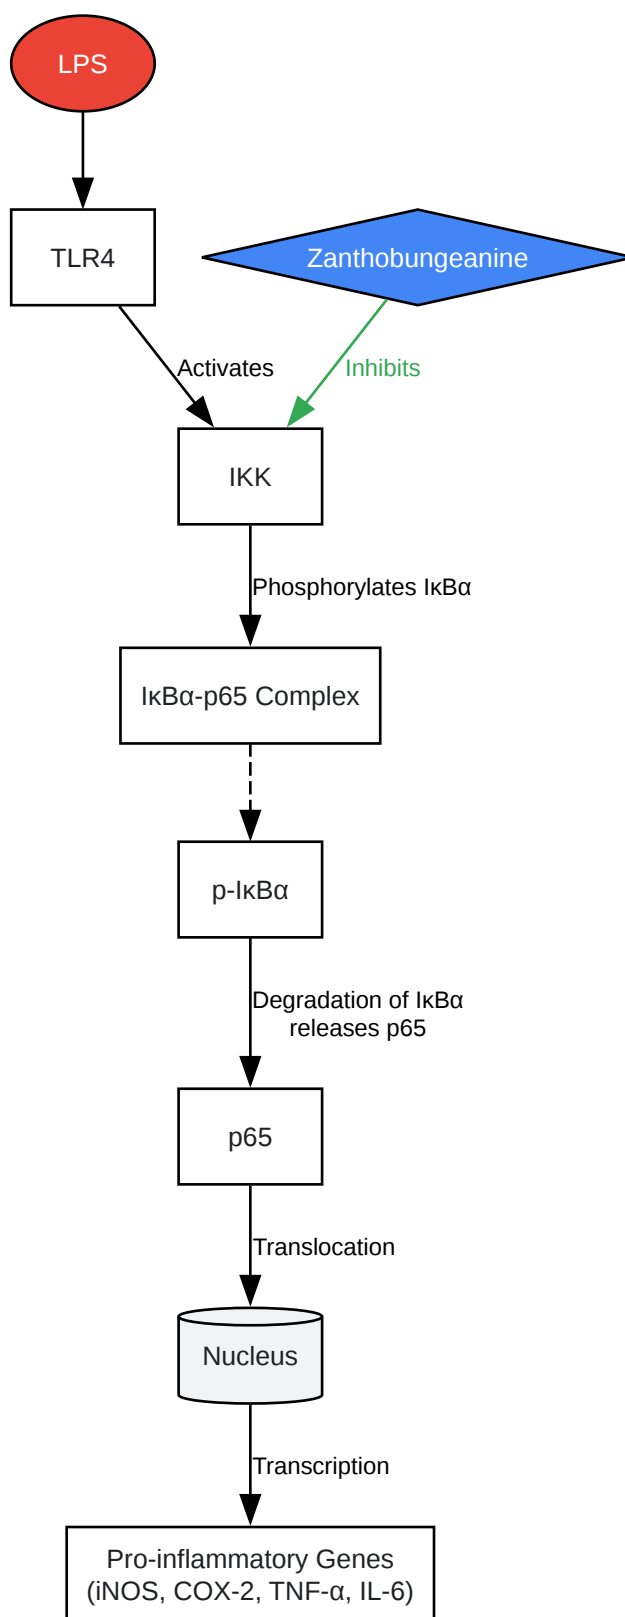 LPS
TLR4
Zanthobungeanine
Activates
Inhibits
IKK
Phosphorylates IκBα
IκBα-p65 Complex
p-IκBα
Degradation of IκBα
releases p65
p65
Translocation
Nucleus
Transcription
Pro-inflammatory Genes
(iNOS, COX-2, TNF-α, IL-6)